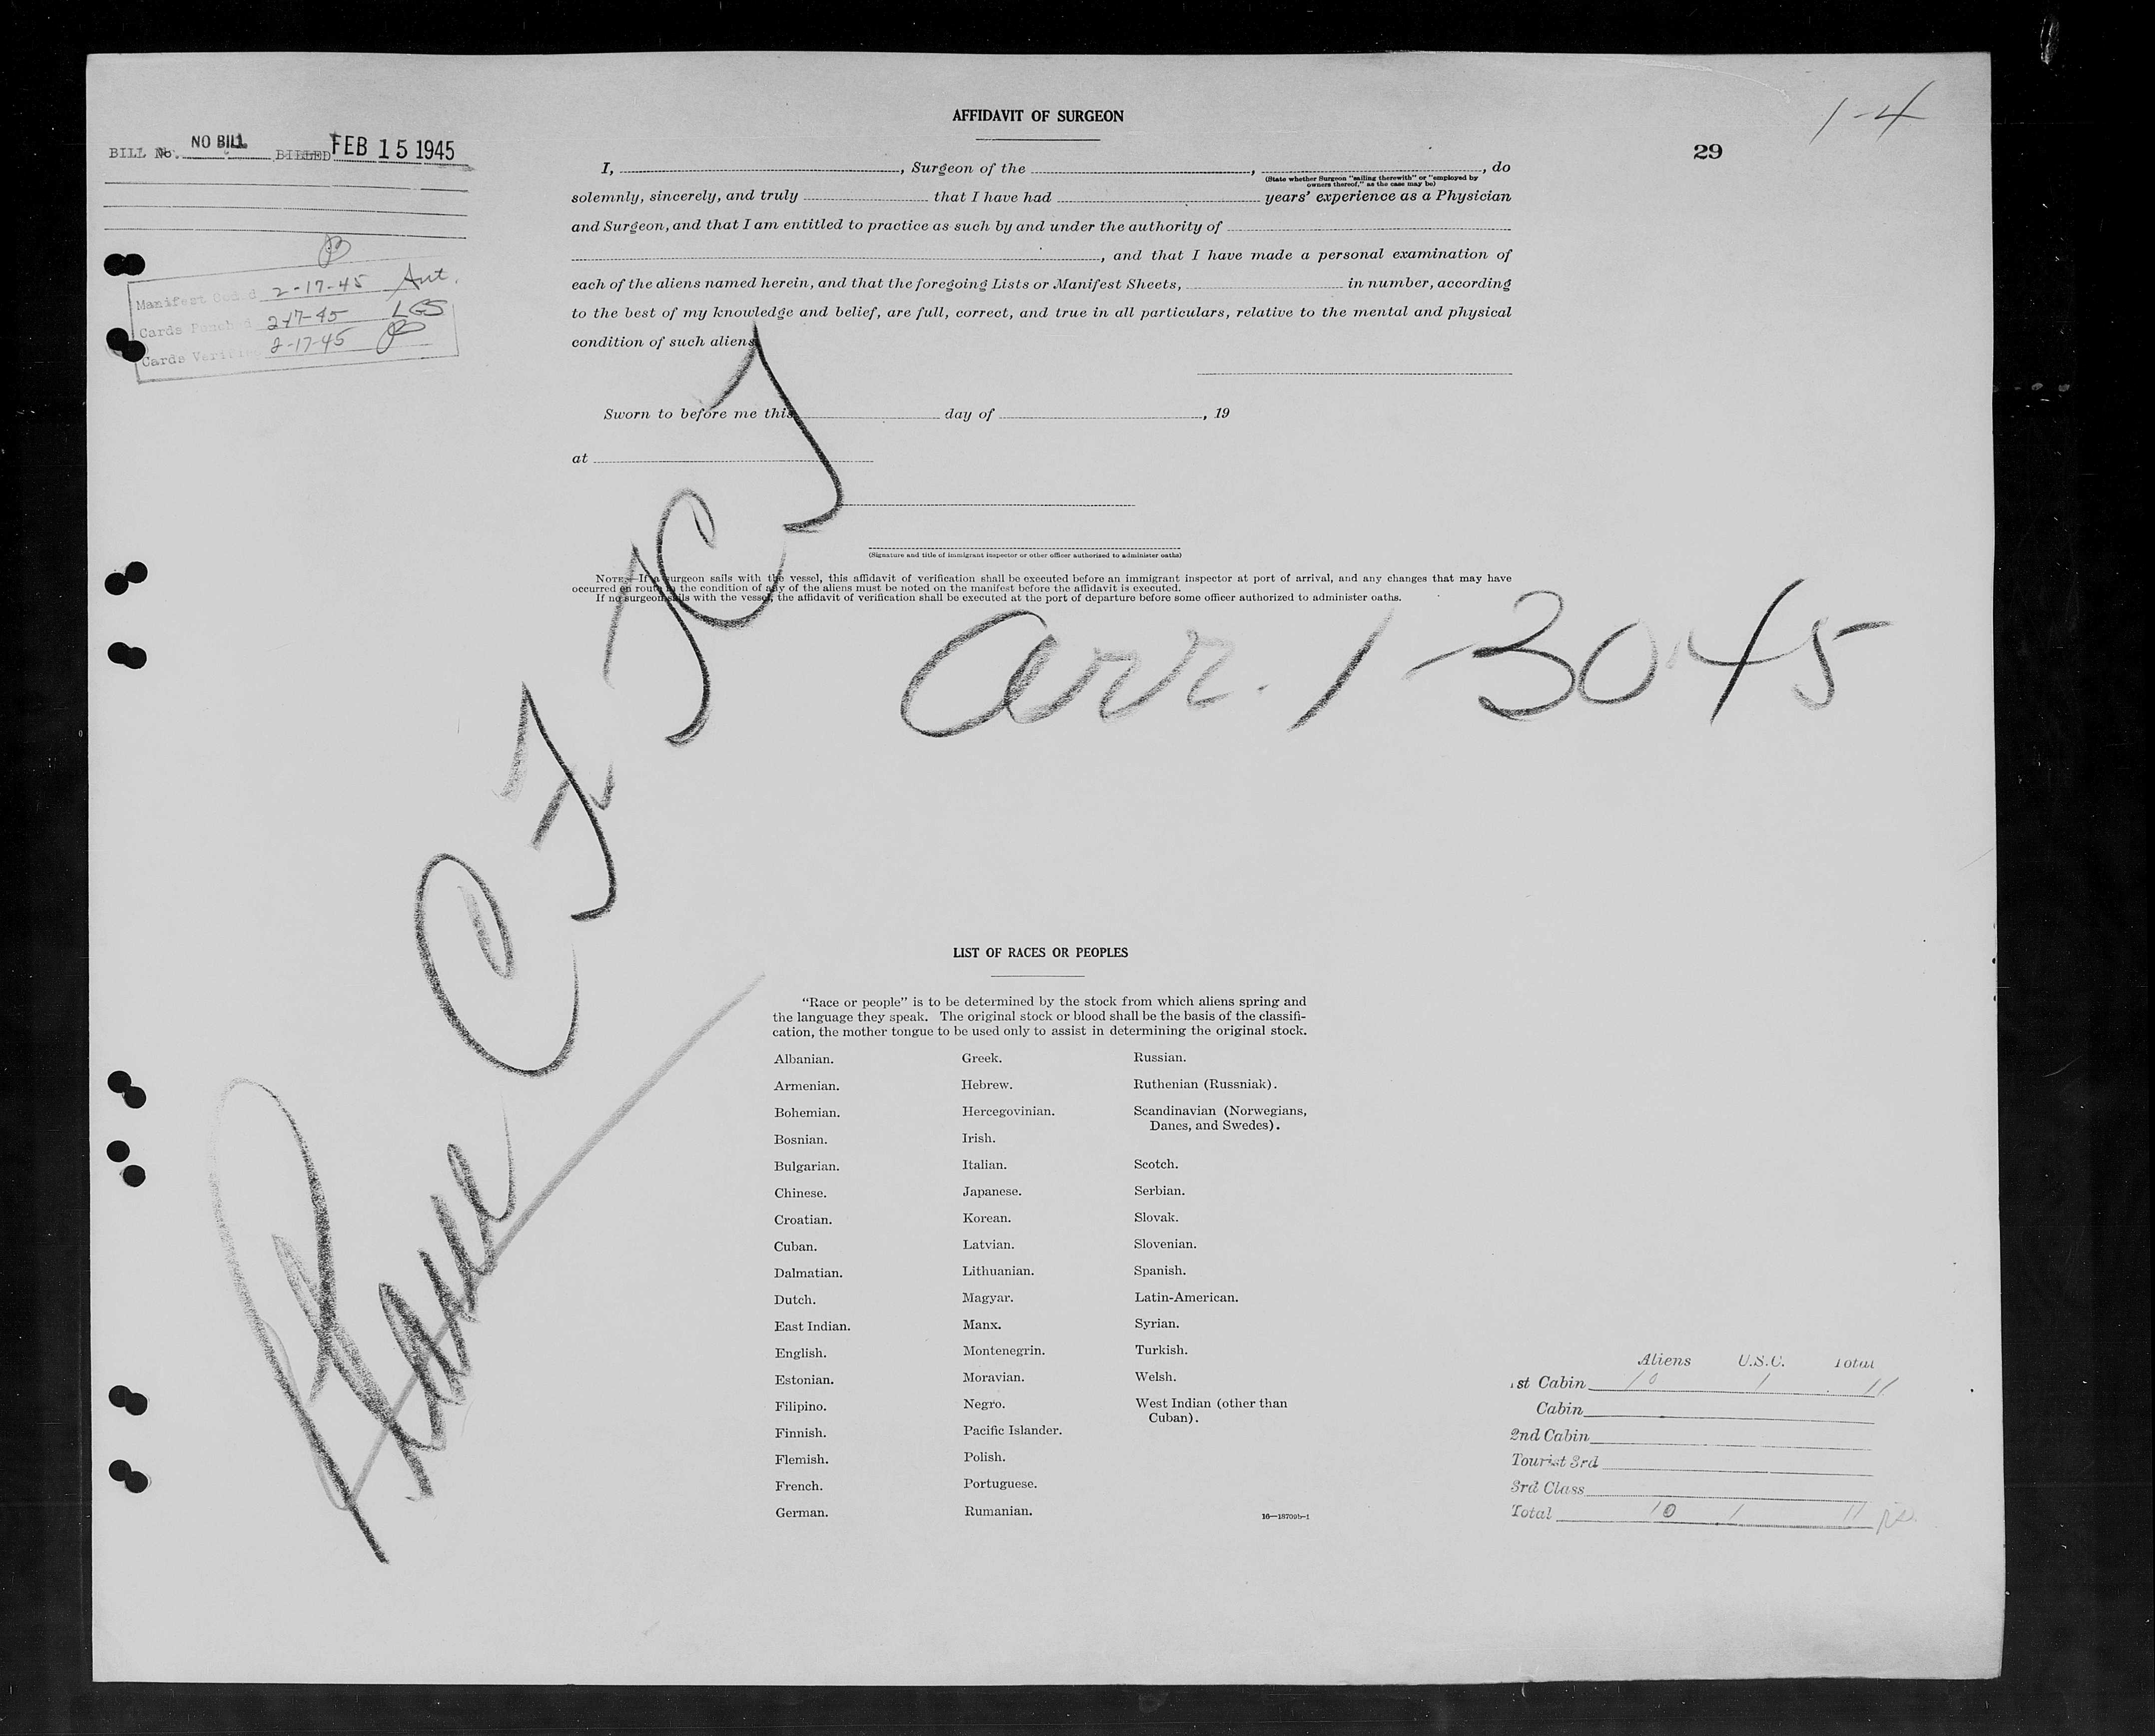 1-4
29
BILL No. NO BILL BILLED FEB 15 1945
Manifest Cod'd 2-17-45 Ant.
Cards Punch'd 2-17-45 LGS
Cards Verified 2-17-45
AFFIDAVIT OF SURGEON
I, , Surgeon of the , , do
(State whether Surgeon "sailing therewith" or "employed by
owners thereof," as the case may be)
solemnly, sincerely, and truly that I have had years' experience as a Physician
and Surgeon, and that I am entitled to practice as such by and under the authority of
, and that I have made a personal examination of
each of the aliens named herein, and that the foregoing Lists or Manifest Sheets, in number, according
to the best of my knowledge and belief, are full, correct, and true in all particulars, relative to the mental and physical
condition of such aliens
Sworn to before me this day of , 19
at
(Signature and title of immigrant inspector or other officer authorized to administer oaths)
NOTE.—If a surgeon sails with the vessel, this affidavit of verification shall be executed before an immigrant inspector at port of arrival, and any changes that may have
occurred en route in the condition of any of the aliens must be noted on the manifest before the affidavit is executed.
If no surgeon sails with the vessel, the affidavit of verification shall be executed at the port of departure before some officer authorized to administer oaths.
arr. 1-30-45
Plane
LIST OF RACES OR PEOPLES
"Race or people" is to be determined by the stock from which aliens spring and
the language they speak. The original stock or blood shall be the basis of the classifi-
cation, the mother tongue to be used only to assist in determining the original stock.
Albanian.
Armenian.
Bohemian.
Bosnian.
Bulgarian.
Chinese.
Croatian.
Cuban.
Dalmatian.
Dutch.
East Indian.
English.
Estonian.
Filipino.
Finnish.
Flemish.
French.
German.
Greek.
Hebrew.
Hercegovinian.
Irish.
Italian.
Japanese.
Korean.
Latvian.
Lithuanian.
Magyar.
Manx.
Montenegrin.
Moravian.
Negro.
Pacific Islander.
Polish.
Portuguese.
Rumanian.
Russian.
Ruthenian (Russniak).
Scandinavian (Norwegians,
Danes, and Swedes).
Scotch.
Serbian.
Slovak.
Slovenian.
Spanish.
Latin-American.
Syrian.
Turkish.
Welsh.
West Indian (other than
Cuban).
16—18709b-1
Aliens U.S.C. Total
1st Cabin 10 1 11
Cabin
2nd Cabin
Tourist 3rd
3rd Class
Total 10 1 11